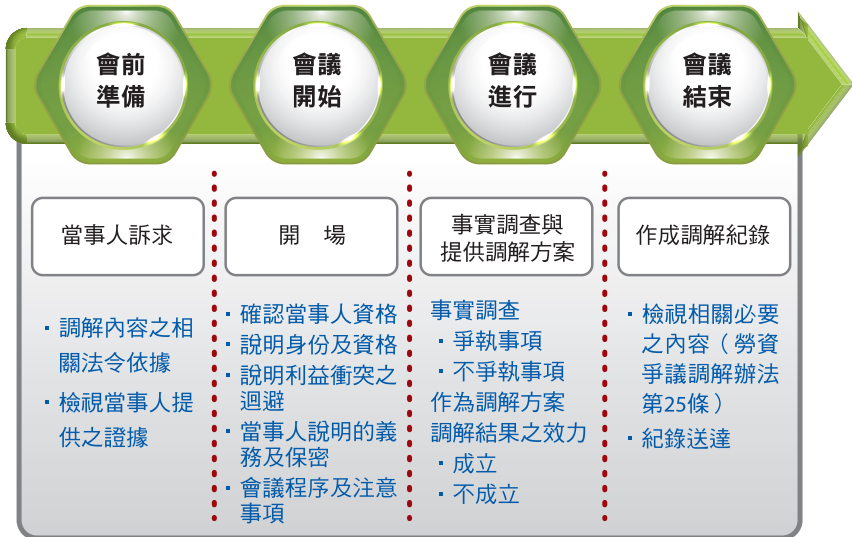 會前
準備
會議
開始
會議
進行
會議
結束
當事人訴求
‧調解內容之相
關法令依據
‧檢視當事人提
供之證據
開　場
‧確認當事人資格
‧說明身份及資格
‧說明利益衝突之
迴避
‧當事人說明的義
務及保密
‧會議程序及注意
事項
事實調查與
提供調解方案
事實調查
‧爭執事項
‧不爭執事項
作為調解方案
調解結果之效力
‧成立
‧不成立
作成調解紀錄
‧檢視相關必要
之內容（勞資
爭議調解辦法
第25條）
‧紀錄送達